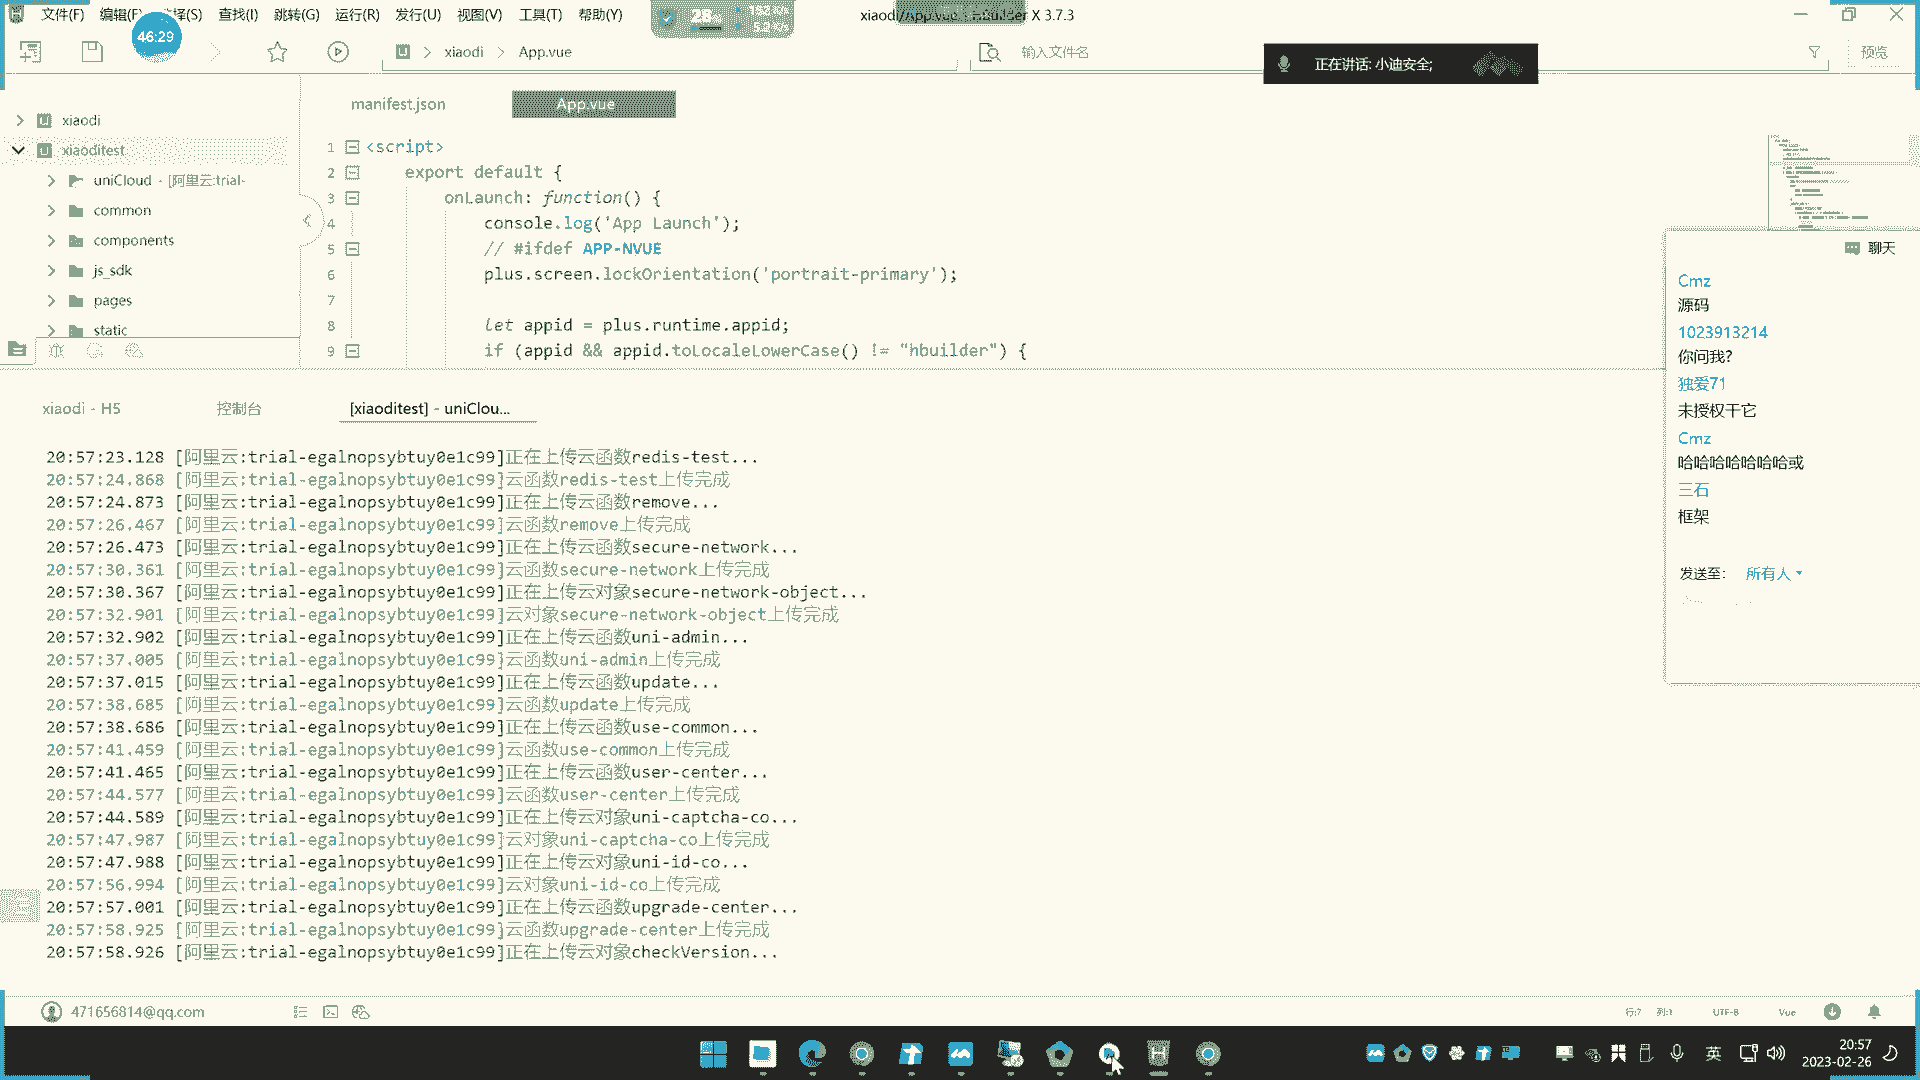 文件(F) 编辑(E) 选择(S) 查找(I) 跳转(G) 运行(R) 发行(U) 视图(V) 工具(T) 帮助(Y)
28
X 3.7.3
46:29
xiaodi
App.vue
输入文件名
正在讲话: 小迪安全;
预览
manifest.json
App.vue
xiaodi
xiaoditest
uniCloud - [阿里云:trial-
common
components
js_sdk
pages
static
1 <script>
2 export default {
3 onLaunch: function() {
4 console.log('App Launch');
5 // #ifdef APP-NVUE
6 plus.screen.lockOrientation('portrait-primary');
7
8 let appid = plus.runtime.appid;
9 if (appid && appid.toLocaleLowerCase() != "hbuilder") {
聊天
Cmz
源码
1023913214
你问我?
独爱71
未授权干它
Cmz
哈哈哈哈哈哈哈或
三石
框架
发送至: 所有人
xiaodi - H5
控制台
[xiaoditest] - uniClou...
20:57:23.128 [阿里云:trial-egalnopsybtuy0e1c99]正在上传云函数redis-test...
20:57:24.868 [阿里云:trial-egalnopsybtuy0e1c99]云函数redis-test上传完成
20:57:24.873 [阿里云:trial-egalnopsybtuy0e1c99]正在上传云函数remove...
20:57:26.467 [阿里云:trial-egalnopsybtuy0e1c99]云函数remove上传完成
20:57:26.473 [阿里云:trial-egalnopsybtuy0e1c99]正在上传云函数secure-network...
20:57:30.361 [阿里云:trial-egalnopsybtuy0e1c99]云函数secure-network上传完成
20:57:30.367 [阿里云:trial-egalnopsybtuy0e1c99]正在上传云对象secure-network-object...
20:57:32.901 [阿里云:trial-egalnopsybtuy0e1c99]云对象secure-network-object上传完成
20:57:32.902 [阿里云:trial-egalnopsybtuy0e1c99]正在上传云函数uni-admin...
20:57:37.005 [阿里云:trial-egalnopsybtuy0e1c99]云函数uni-admin上传完成
20:57:37.015 [阿里云:trial-egalnopsybtuy0e1c99]正在上传云函数update...
20:57:38.685 [阿里云:trial-egalnopsybtuy0e1c99]云函数update上传完成
20:57:38.686 [阿里云:trial-egalnopsybtuy0e1c99]正在上传云函数use-common...
20:57:41.459 [阿里云:trial-egalnopsybtuy0e1c99]云函数use-common上传完成
20:57:41.465 [阿里云:trial-egalnopsybtuy0e1c99]正在上传云函数user-center...
20:57:44.577 [阿里云:trial-egalnopsybtuy0e1c99]云函数user-center上传完成
20:57:44.589 [阿里云:trial-egalnopsybtuy0e1c99]正在上传云对象uni-captcha-co...
20:57:47.987 [阿里云:trial-egalnopsybtuy0e1c99]云对象uni-captcha-co上传完成
20:57:47.988 [阿里云:trial-egalnopsybtuy0e1c99]正在上传云对象uni-id-co...
20:57:56.994 [阿里云:trial-egalnopsybtuy0e1c99]云对象uni-id-co上传完成
20:57:57.001 [阿里云:trial-egalnopsybtuy0e1c99]正在上传云函数upgrade-center...
20:57:58.925 [阿里云:trial-egalnopsybtuy0e1c99]云函数upgrade-center上传完成
20:57:58.926 [阿里云:trial-egalnopsybtuy0e1c99]正在上传云对象checkVersion...
471656814@qq.com
行:7 列:1 UTF-8 Vue
英
20:57
2023-02-26